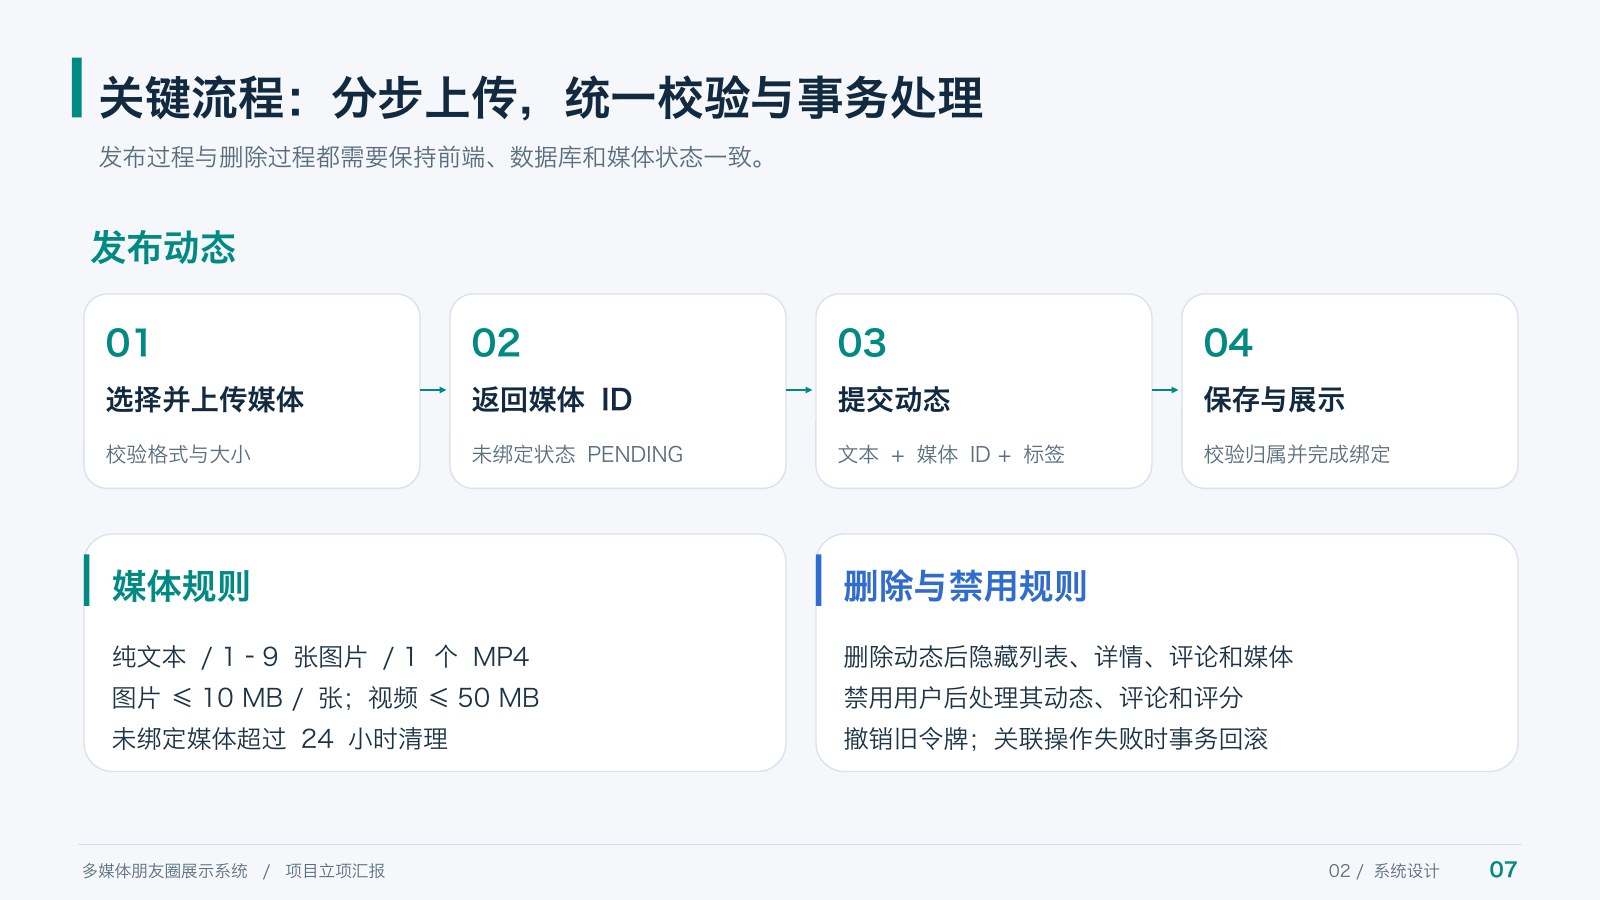 关键流程：分步上传，统一校验与事务处理
发布过程与删除过程都需要保持前端、数据库和媒体状态一致。
发布动态
01
选择并上传媒体
校验格式与大小
02
返回媒体 ID
未绑定状态 PENDING
03
提交动态
文本 + 媒体 ID + 标签
04
保存与展示
校验归属并完成绑定
媒体规则
纯文本 / 1 - 9 张图片 / 1 个 MP4
图片 ≤ 10 MB / 张；视频 ≤ 50 MB
未绑定媒体超过 24 小时清理
删除与禁用规则
删除动态后隐藏列表、详情、评论和媒体
禁用用户后处理其动态、评论和评分
撤销旧令牌；关联操作失败时事务回滚
多媒体朋友圈展示系统 / 项目立项汇报
02 / 系统设计 07